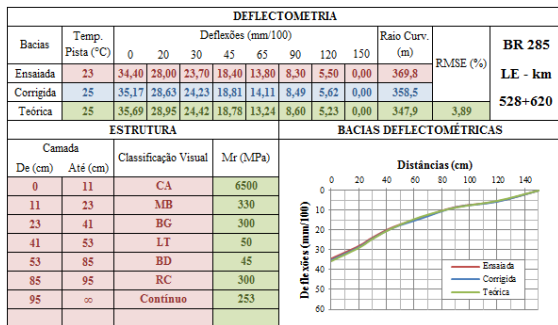 DEFLECTOMETRIA
Bacias Temp. Pista (°C) Deflexões (mm/100) Raio Curv. (m) RMSE (%) BR 285 LE - km 528+620
0 20 30 45 65 90 120 150
Ensaiada 23 34,40 28,00 23,70 18,40 13,80 8,30 5,50 0,00 369,8
Corrigida 25 35,17 28,63 24,23 18,81 14,11 8,49 5,62 0,00 358,5
Teórica 25 35,69 28,95 24,42 18,78 13,24 8,60 5,23 0,00 347,9 3,89
ESTRUTURA
Camada Classificação Visual Mr (MPa)
De (cm) Até (cm)
0 11 CA 6500
11 23 MB 330
23 41 BG 300
41 53 LT 50
53 85 BD 45
85 95 RC 300
95 ∞ Contínuo 253
BACIAS DEFLECTOMÉTRICAS
Distâncias (cm)
0 20 40 60 80 100 120 140
Deflexões (mm/100)
0
10
20
30
40
50
60
Ensaiada
Corrigida
Teórica